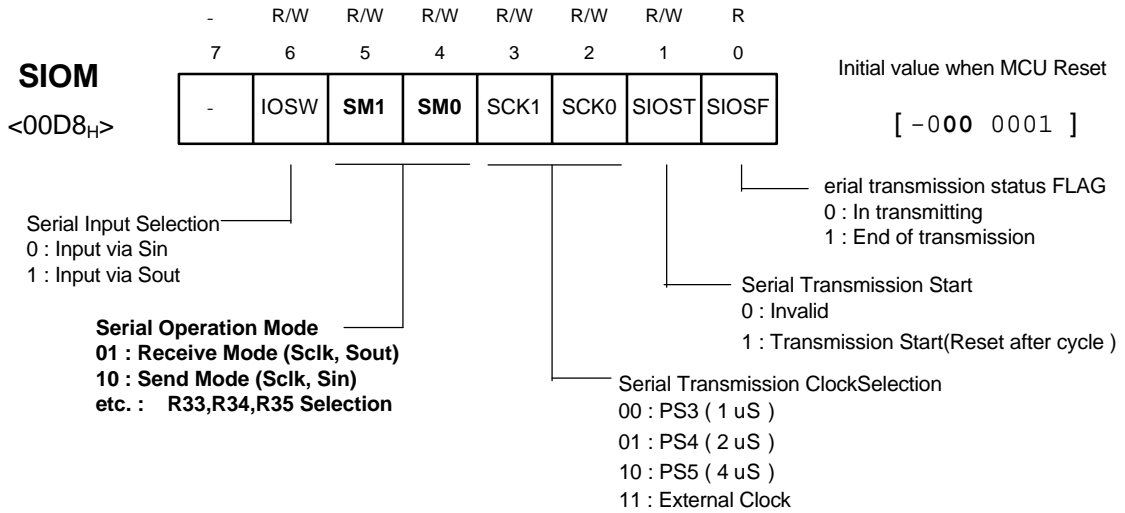 - R/W R/W R/W R/W R/W R/W R
7 6 5 4 3 2 1 0
SIOM
<00D8H>
- IOSW SM1 SM0 SCK1 SCK0 SIOST SIOSF
Initial value when MCU Reset
[ -000 0001 ]
erial transmission status FLAG
0 : In transmitting
1 : End of transmission
Serial Input Selection
0 : Input via Sin
1 : Input via Sout
Serial Transmission Start
0 : Invalid
1 : Transmission Start(Reset after cycle )
Serial Operation Mode
01 : Receive Mode (Sclk, Sout)
10 : Send Mode (Sclk, Sin)
etc. : R33,R34,R35 Selection
Serial Transmission ClockSelection
00 : PS3 ( 1 uS )
01 : PS4 ( 2 uS )
10 : PS5 ( 4 uS )
11 : External Clock